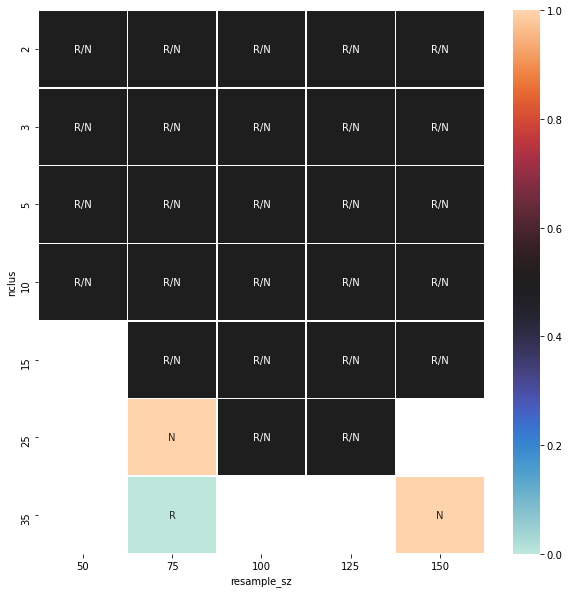 2 R/N R/N R/N R/N R/N
3 R/N R/N R/N R/N R/N
5 R/N R/N R/N R/N R/N
10 R/N R/N R/N R/N R/N
15 R/N R/N R/N R/N
25 N R/N R/N
35 R N
50 75 100 125 150
resample_sz
nclus
1.0
0.8
0.6
0.4
0.2
0.0